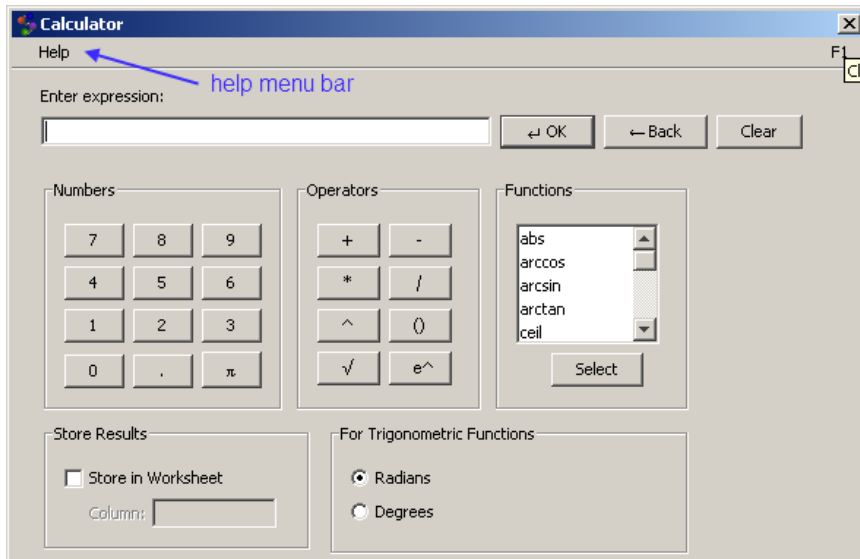 Calculator
Help F1
help menu bar
Enter expression:
↵ OK ←Back Clear
Numbers Operators Functions
7 8 9 + - abs
arccos
4 5 6 * / arcsin
arctan
1 2 3 ^ () ceil
0 . π √ e^ Select
Store Results For Trigonometric Functions
Store in Worksheet Radians
Column: Degrees